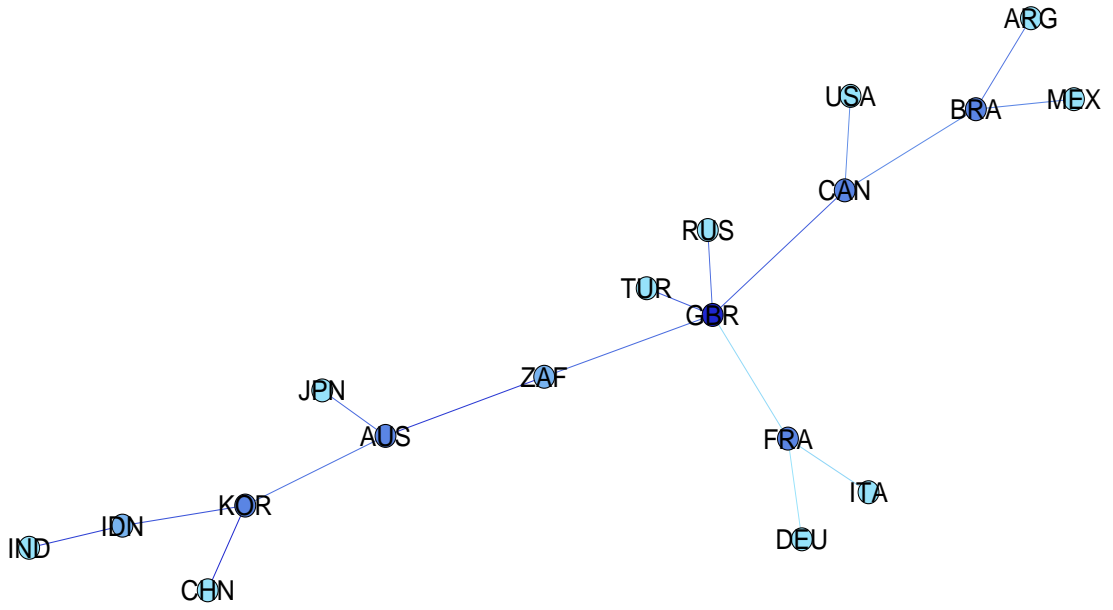 ARG
USA
MEX
BRA
CAN
RUS
TUR
GBR
ZAF
JPN
AUS
FRA
ITA
KOR
IDN
DEU
IND
CHN